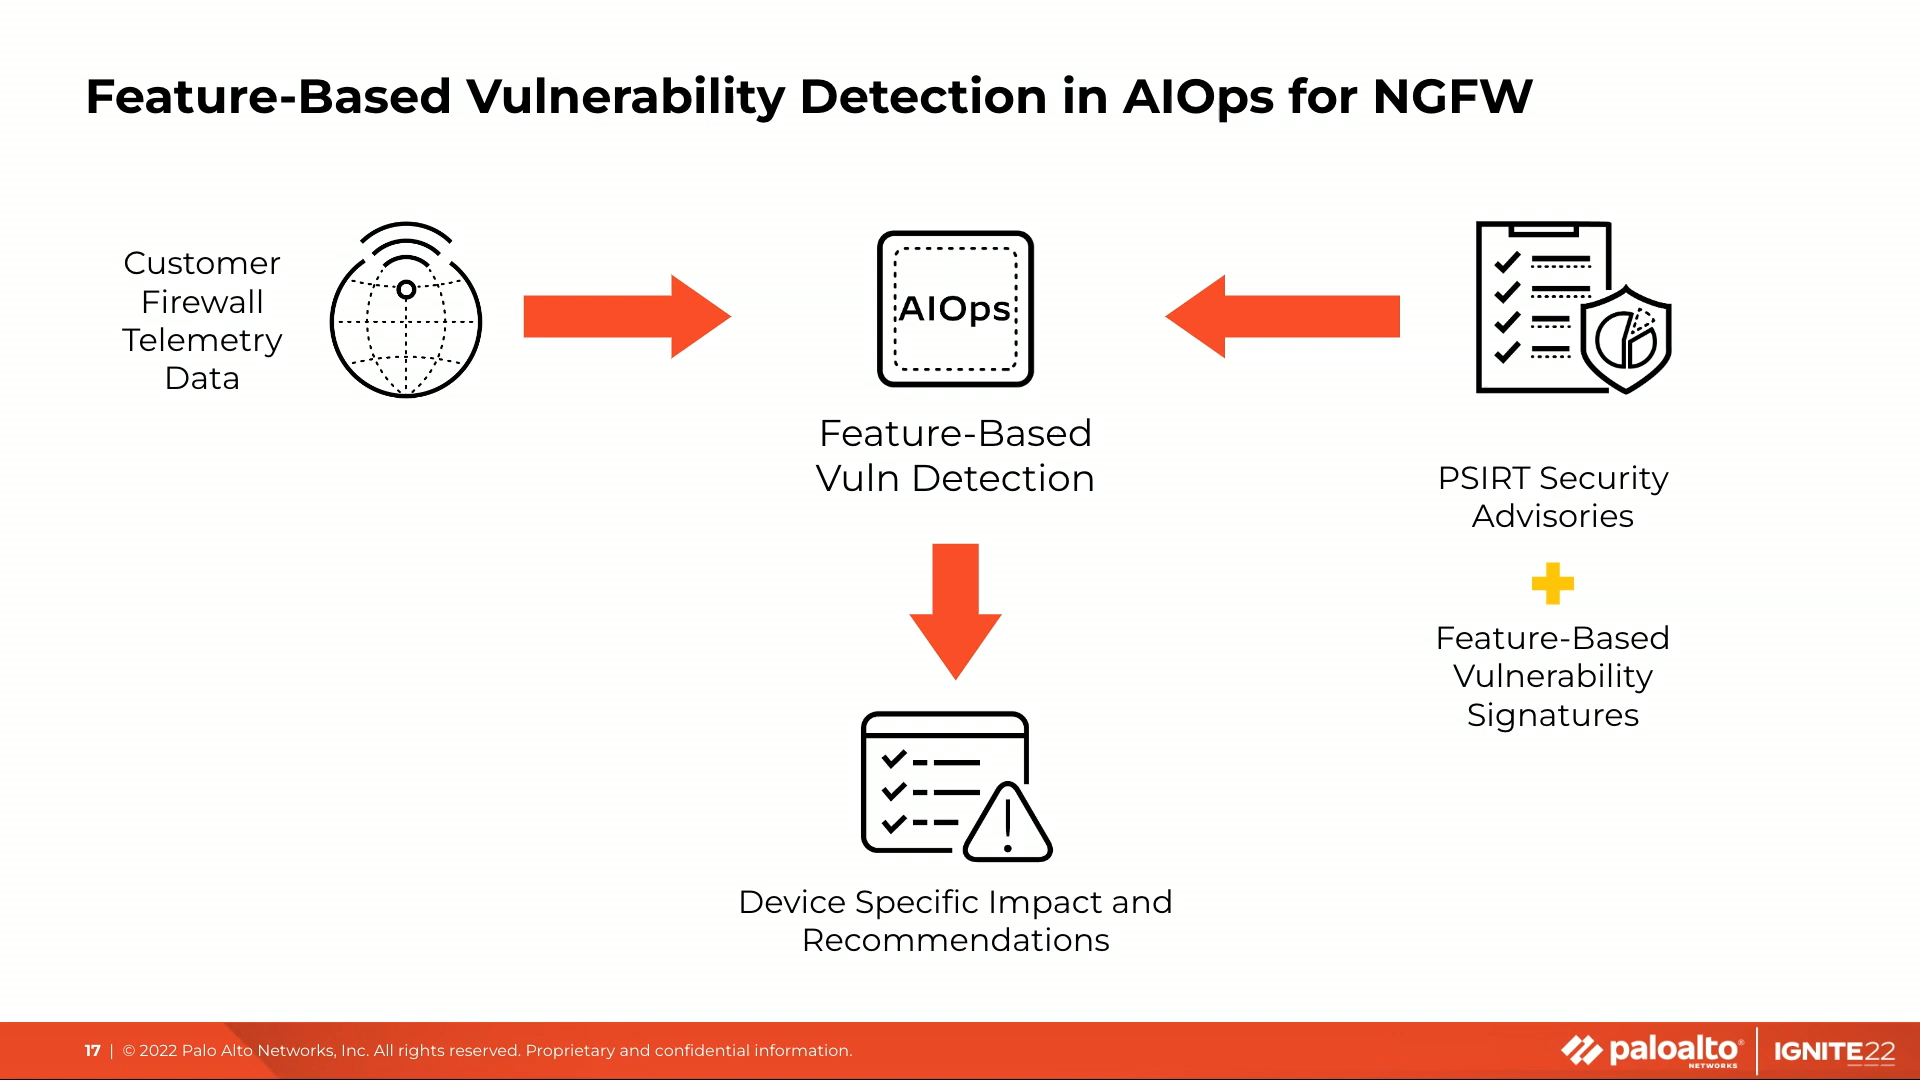 Feature-Based Vulnerability Detection in AIOps for NGFW
Customer
Firewall
Telemetry
Data
AIOps
Feature-Based
Vuln Detection
PSIRT Security
Advisories
Feature-Based
Vulnerability
Signatures
Device Specific Impact and
Recommendations
17 | © 2022 Palo Alto Networks, Inc. All rights reserved. Proprietary and confidential information.
paloalto®
NETWORKS
IGNITE22